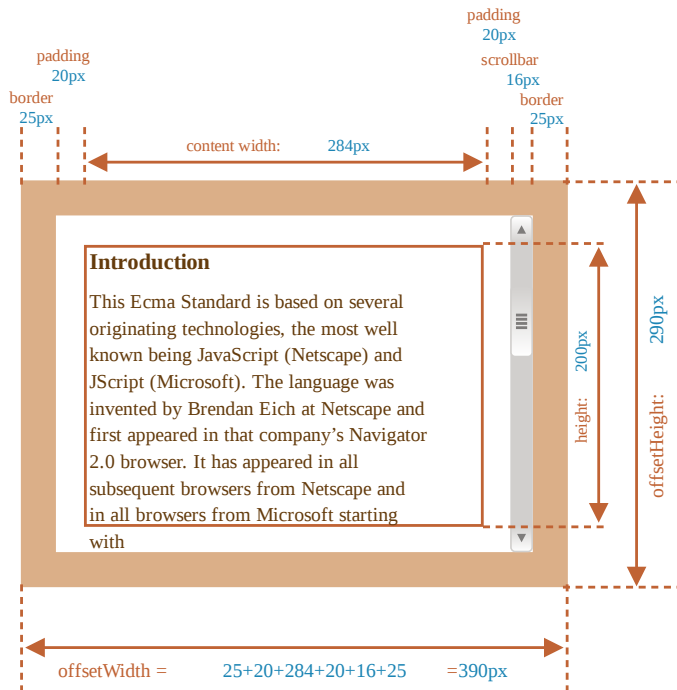 padding
20px
scrollbar
16px
padding
20px
border
25px
border
25px
content width: 284px
Introduction
This Ecma Standard is based on several
originating technologies, the most well
known being JavaScript (Netscape) and
JScript (Microsoft). The language was
invented by Brendan Eich at Netscape and
first appeared in that company’s Navigator
2.0 browser. It has appeared in all
subsequent browsers from Netscape and
in all browsers from Microsoft starting
with
height: 200px
offsetHeight: 290px
offsetWidth = 25+20+284+20+16+25 =390px